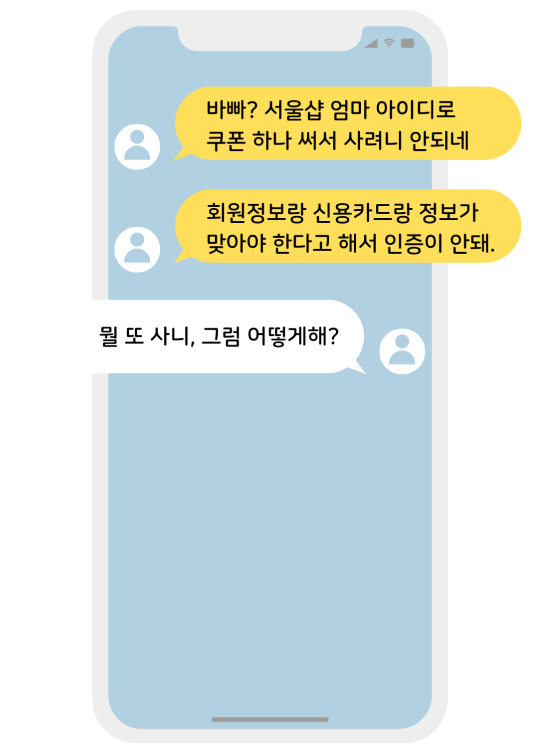 바빠? 서울샵 엄마 아이디로
쿠폰 하나 써서 사려니 안되네
회원정보랑 신용카드랑 정보가
맞아야 한다고 해서 인증이 안돼.
뭘 또 사니, 그럼 어떻게해?